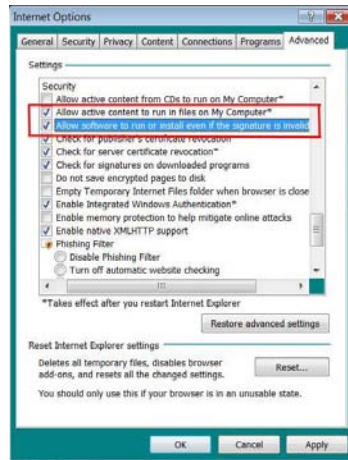 Internet Options
General Security Privacy Content Connections Programs Advanced
Settings
Security
Allow active content from CDs to run on My Computer*
Allow active content to run in files on My Computer*
Allow software to run or install even if the signature is invalid
Check for publisher's certificate revocation*
Check for server certificate revocation*
Check for signatures on downloaded programs
Do not save encrypted pages to disk
Empty Temporary Internet Files folder when browser is close
Enable Integrated Windows Authentication*
Enable memory protection to help mitigate online attacks
Enable native XMLHTTP support
Phishing Filter
Disable Phishing Filter
Turn off automatic website checking
*Takes effect after you restart Internet Explorer
Restore advanced settings
Reset Internet Explorer settings
Deletes all temporary files, disables browser
add-ons, and resets all the changed settings.
Reset...
You should only use this if your browser is in an unusable state.
OK Cancel Apply